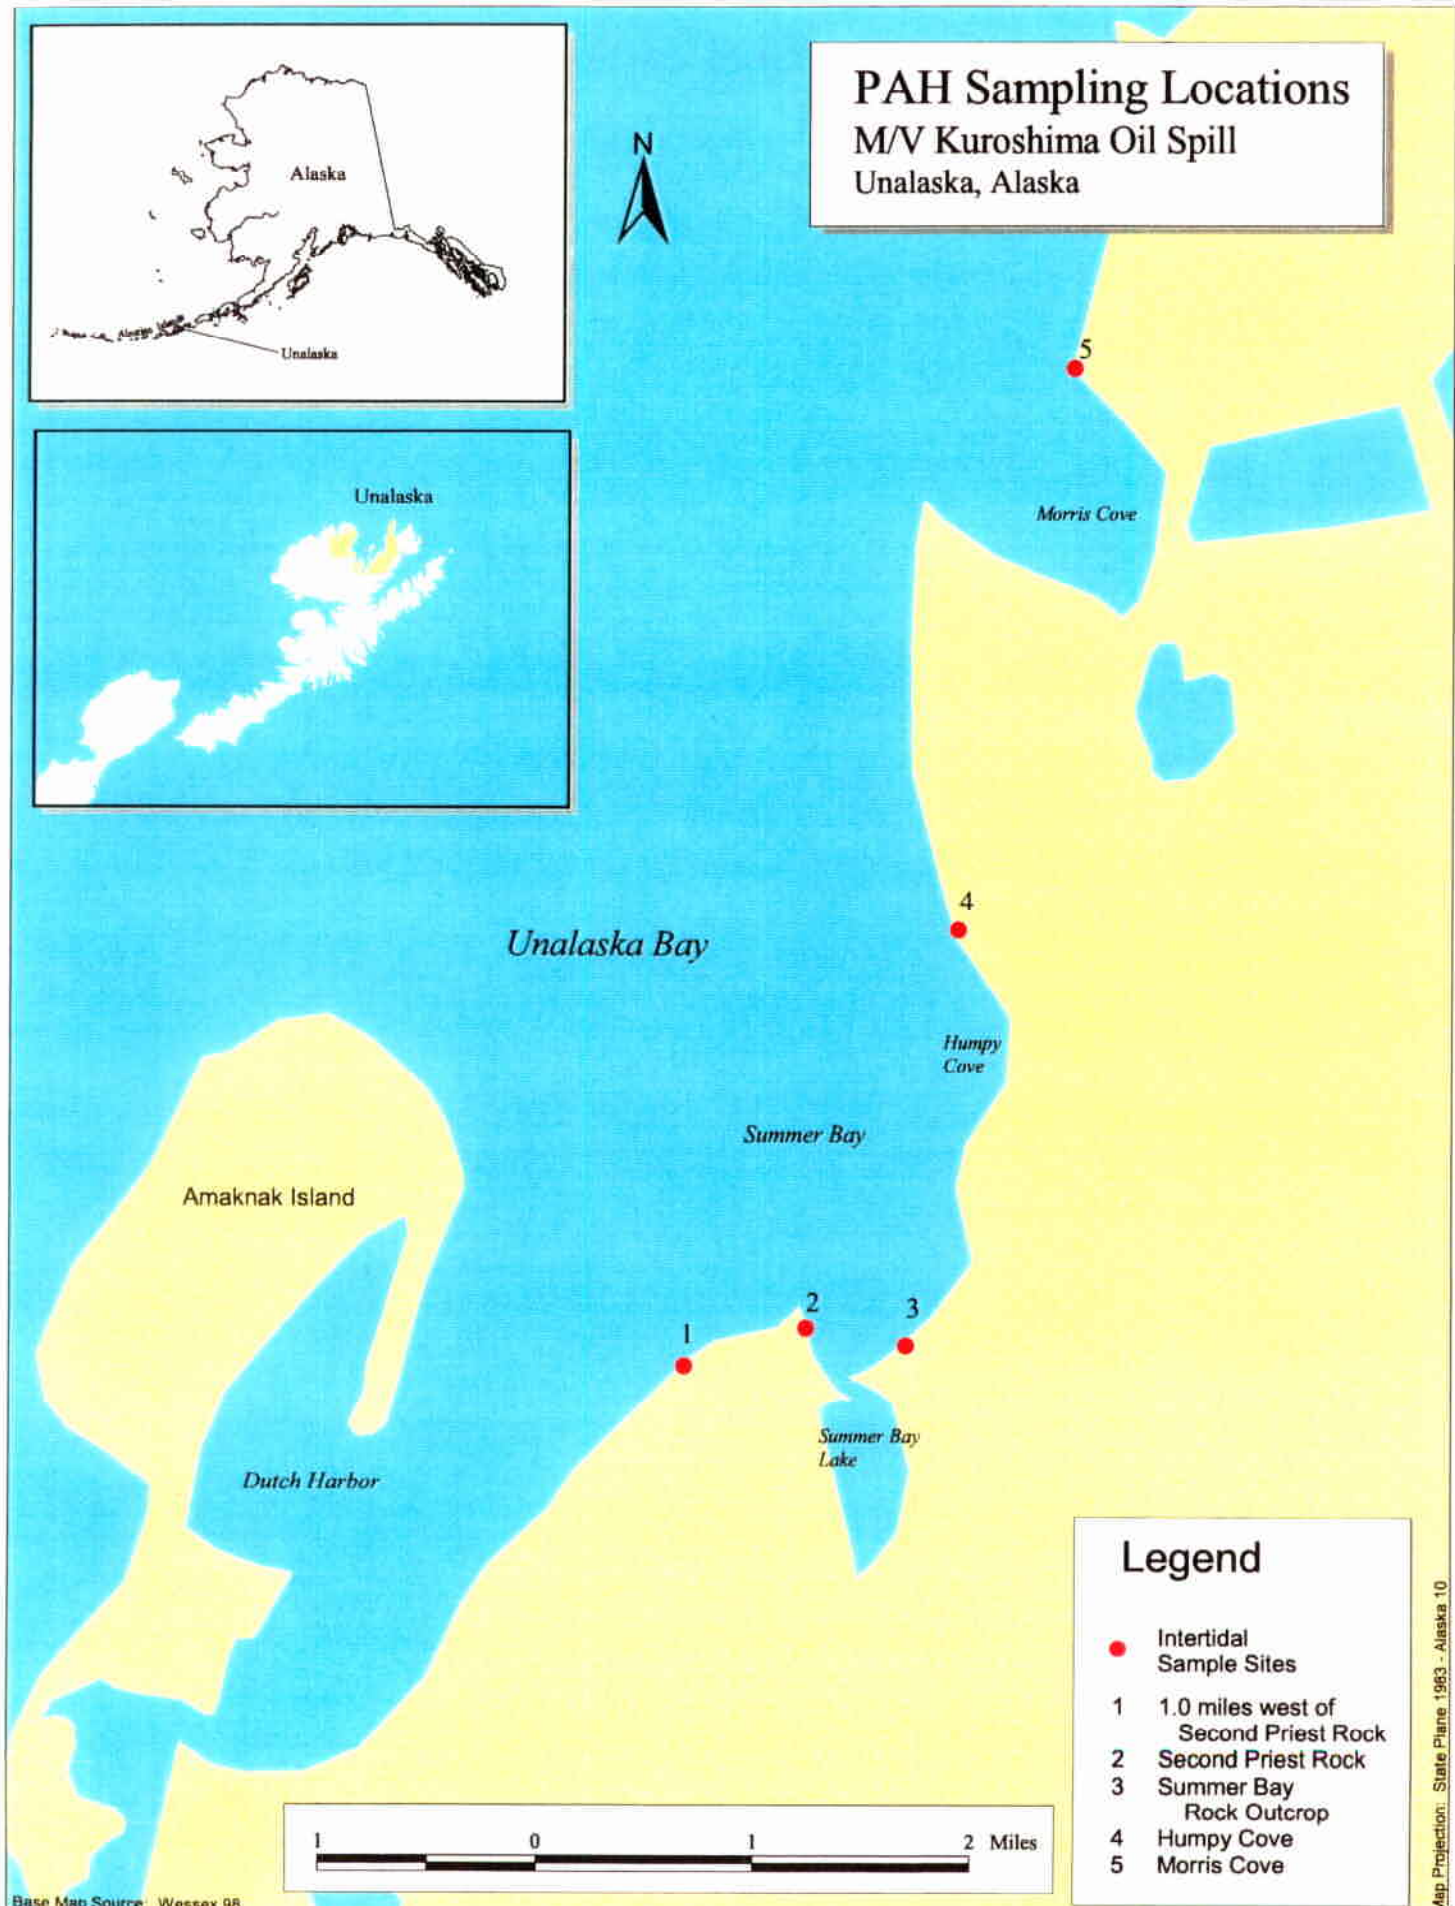 PAH Sampling Locations
M/V Kuroshima Oil Spill
Unalaska, Alaska
N
Alaska
Unalaska
Unalaska
5
Morris Cove
4
Unalaska Bay
Humpy
Cove
Summer Bay
Amaknak Island
2
3
1
Summer Bay
Lake
Dutch Harbor
Legend
Intertidal
Sample Sites
1 1.0 miles west of
Second Priest Rock
2 Second Priest Rock
3 Summer Bay
Rock Outcrop
4 Humpy Cove
5 Morris Cove
1 0 1 2 Miles
Base Map Source: Wessex 98
Map Projection: State Plane 1983 - Alaska 10